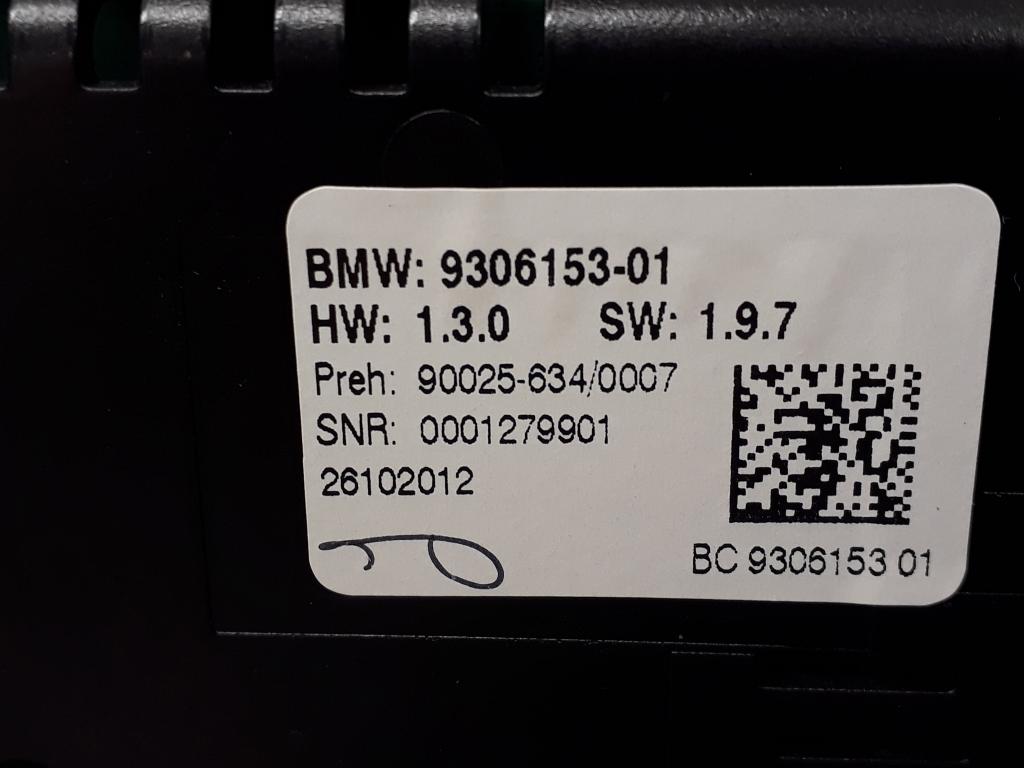 BMW: 9306153-01
HW: 1.3.0 SW: 1.9.7
Preh: 90025-634/0007
SNR: 0001279901
26102012
BC 9306153 01